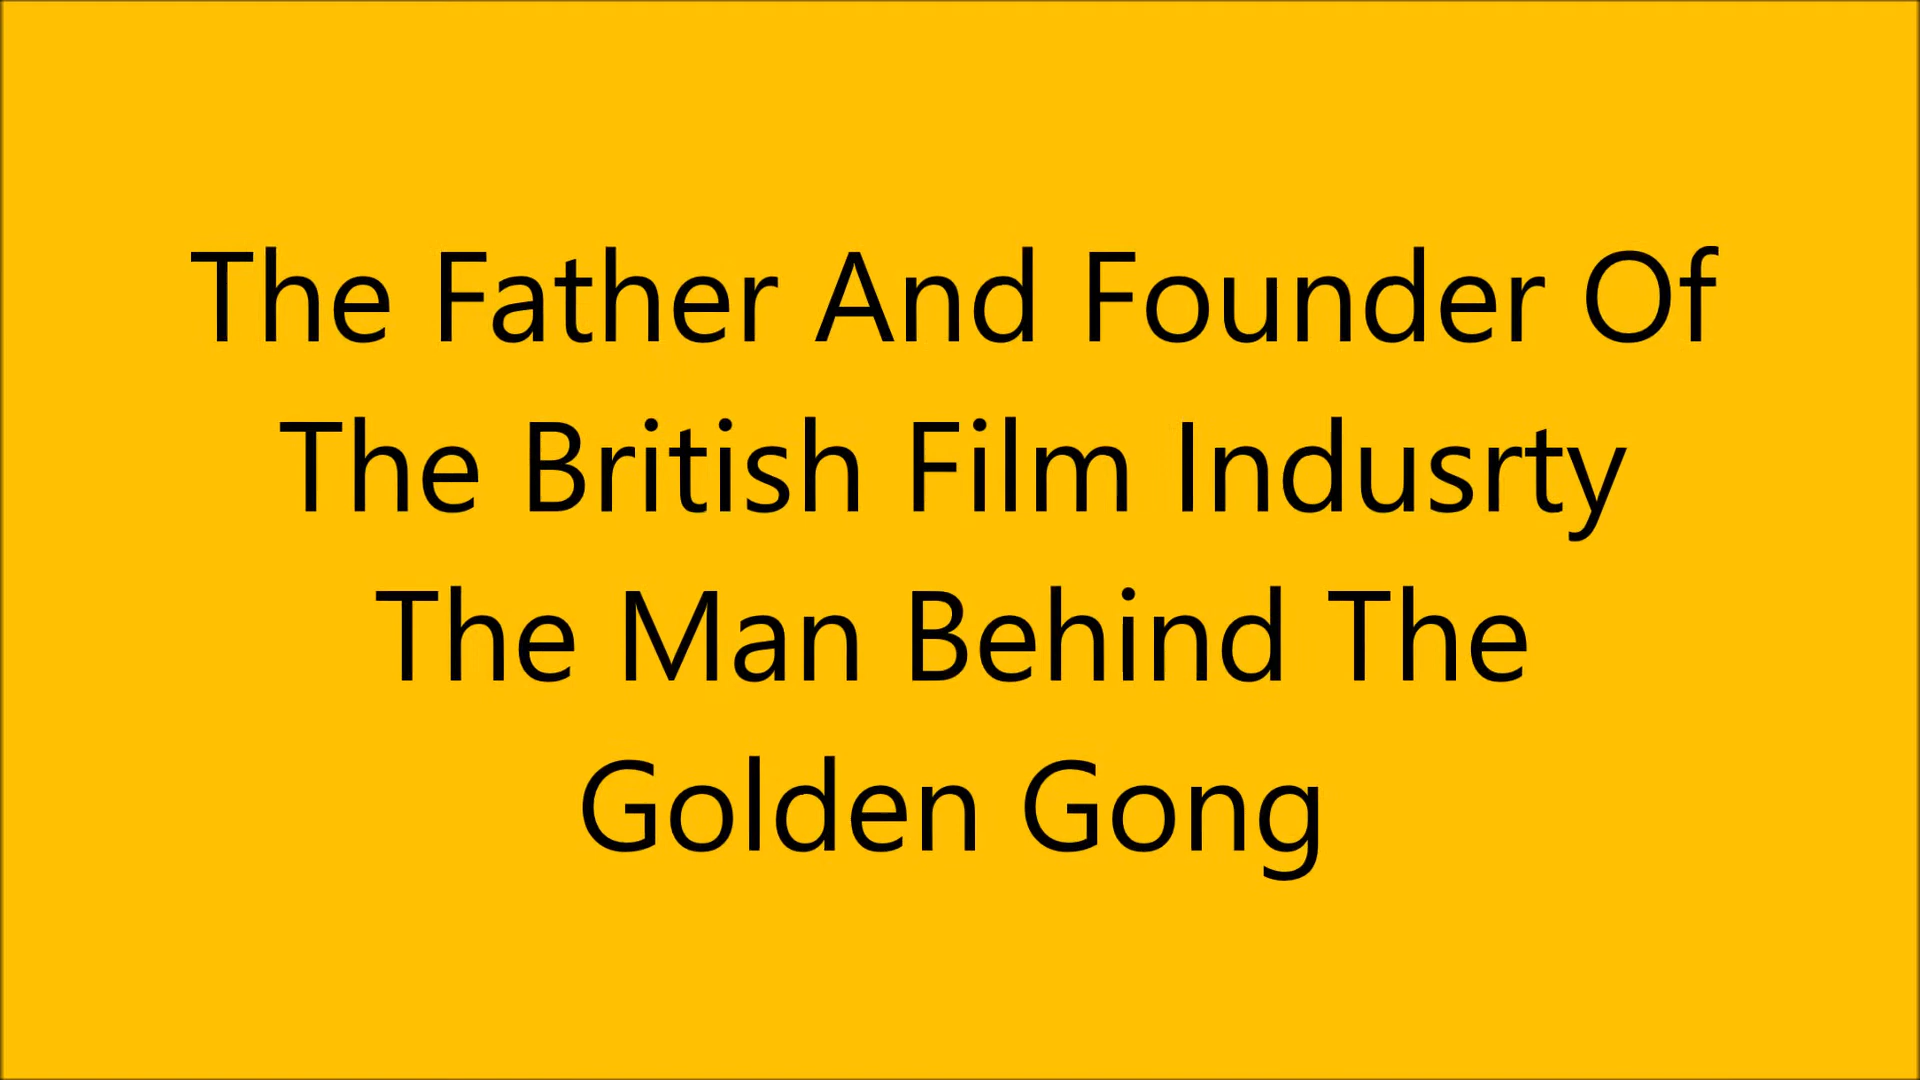 The Father And Founder Of
The British Film Indusrty
The Man Behind The
Golden Gong